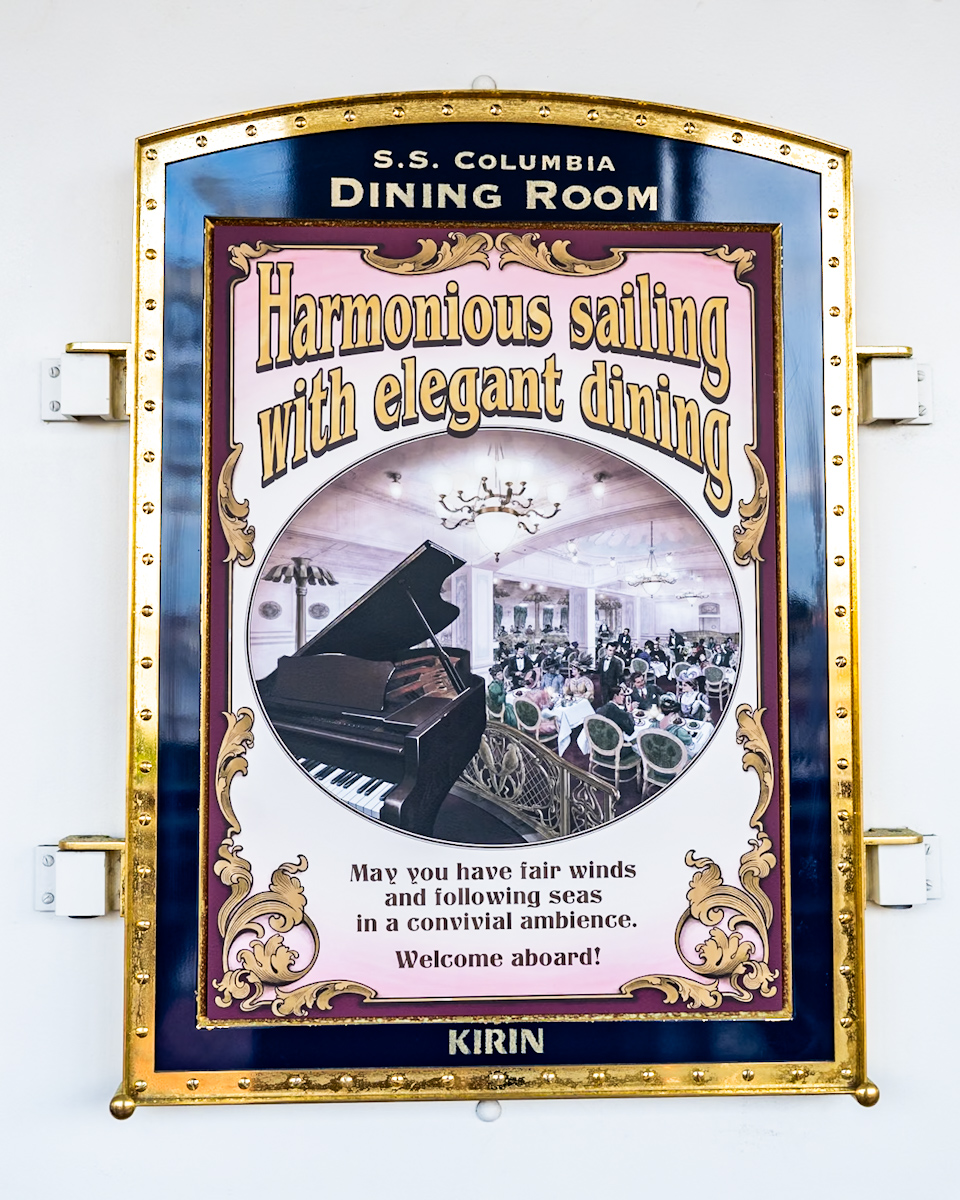 S.S. COLUMBIA
DINING ROOM
Harmonious sailing
with elegant dining
May you have fair winds
and following seas
in a convivial ambience.
Welcome aboard!
KIRIN